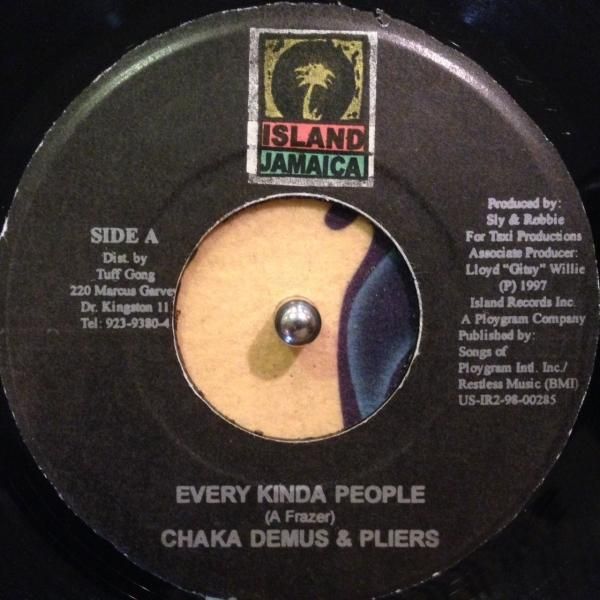 ISLAND
JAMAICA
SIDE A
Dist. by
Tuff Gong
220 Marcus Garvey
Dr. Kingston 11
Tel: 923-9380-4
Produced by:
Sly & Robbie
For Taxi Productions
Associate Producer:
Lloyd "Gitsy" Willie
(P) 1997
Island Records Inc.
A Ploygram Company
Published by:
Songs of
Ploygram Intl. Inc./
Restless Music (BMI)
US-IR2-98-00285
EVERY KINDA PEOPLE
(A Frazer)
CHAKA DEMUS & PLIERS